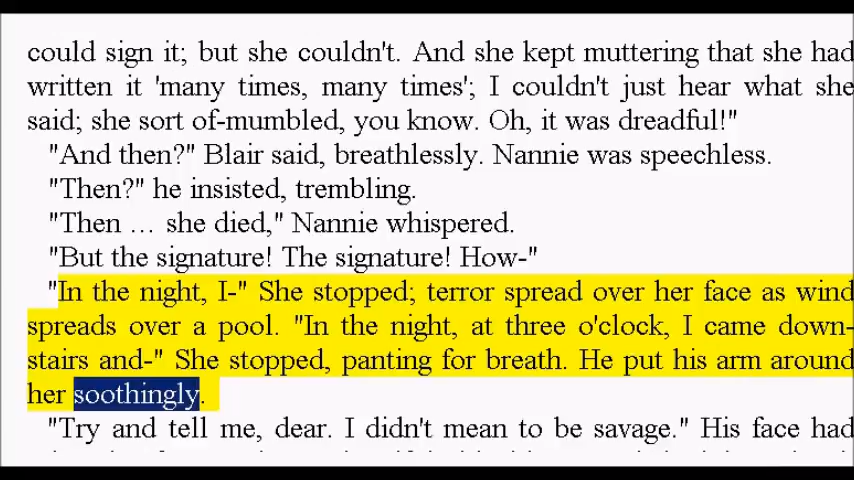 could sign it; but she couldn't. And she kept muttering that she had
written it 'many times, many times'; I couldn't just hear what she
said; she sort of-mumbled, you know. Oh, it was dreadful!"
"And then?" Blair said, breathlessly. Nannie was speechless.
"Then?" he insisted, trembling.
"Then … she died," Nannie whispered.
"But the signature! The signature! How-"
"In the night, I-" She stopped; terror spread over her face as wind
spreads over a pool. "In the night, at three o'clock, I came down-
stairs and-" She stopped, panting for breath. He put his arm around
her soothingly.
"Try and tell me, dear. I didn't mean to be savage." His face had